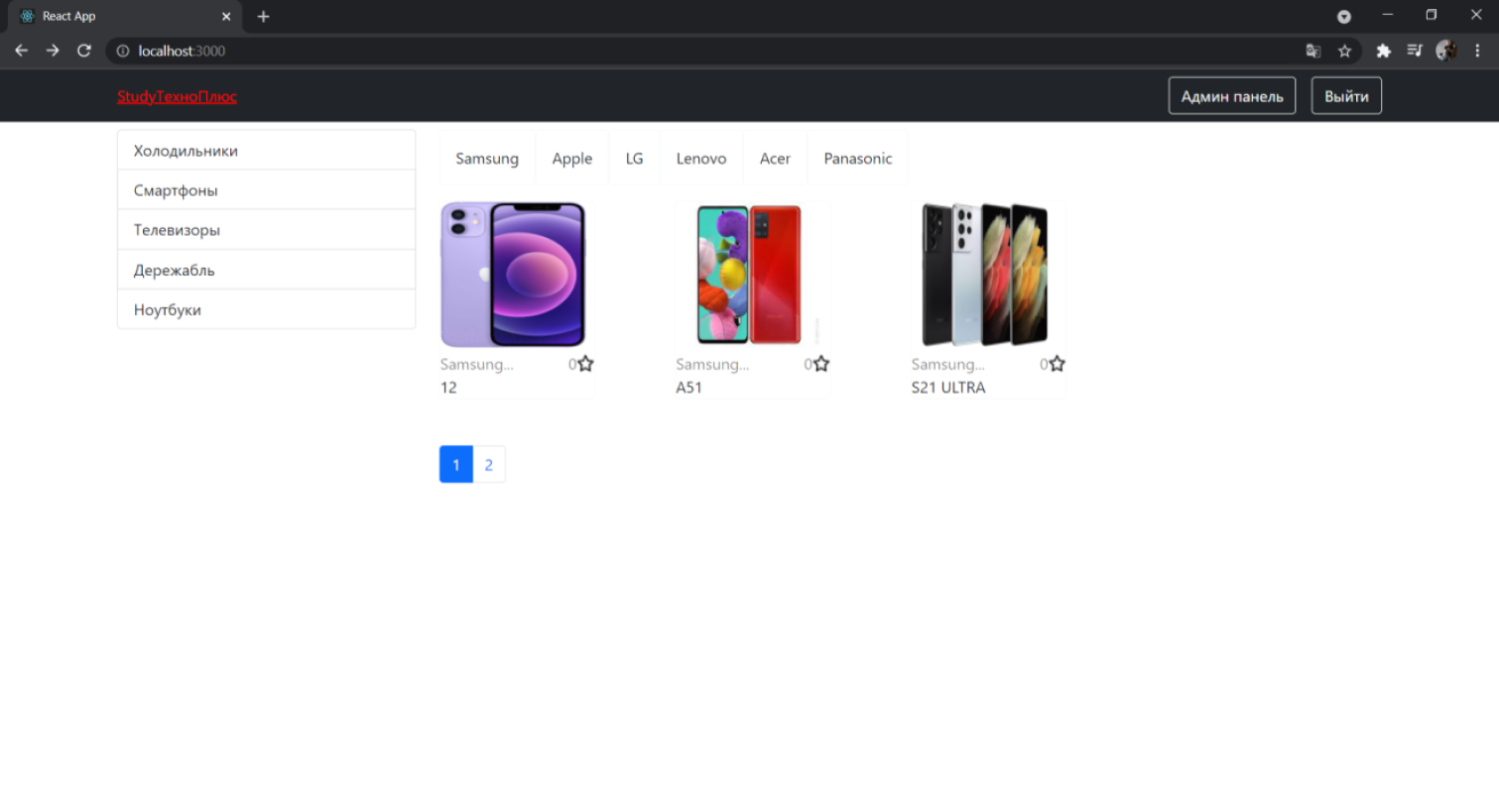 React App
localhost:3000
StudyТехноПлюс
Админ панель
Выйти
Холодильники
Смартфоны
Телевизоры
Дережабль
Ноутбуки
Samsung
Apple
LG
Lenovo
Acer
Panasonic
Samsung...
0
12
Samsung...
0
A51
Samsung...
0
S21 ULTRA
1
2